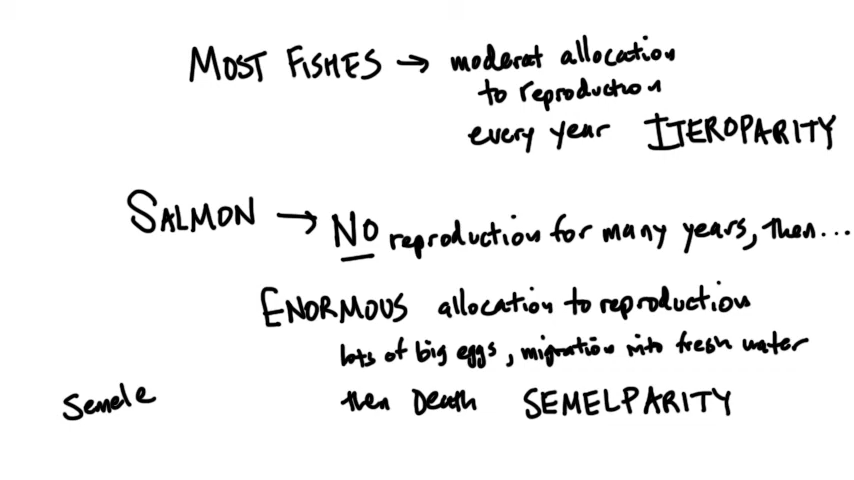 MOST FISHES → moderat allocation
to reproduction
every year ITEROPARITY
SALMON → NO reproduction for many years, then...
ENORMOUS allocation to reproduction
lots of big eggs, migration into fresh water
then Death SEMELPARITY
Semele